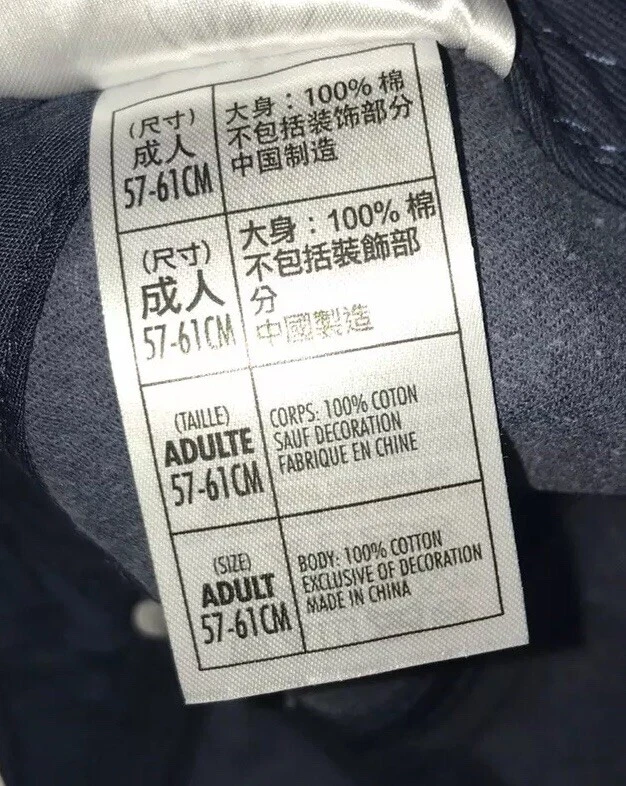 (尺寸)
成人
57-61CM
大身：100% 棉
不包括装饰部分
中国制造
(尺寸)
成人
57-61CM
大身：100% 棉
不包括裝飾部
分
中國製造
(TAILLE)
ADULTE
57-61CM
CORPS: 100% COTON
SAUF DECORATION
FABRIQUE EN CHINE
(SIZE)
ADULT
57-61CM
BODY: 100% COTTON
EXCLUSIVE OF DECORATION
MADE IN CHINA